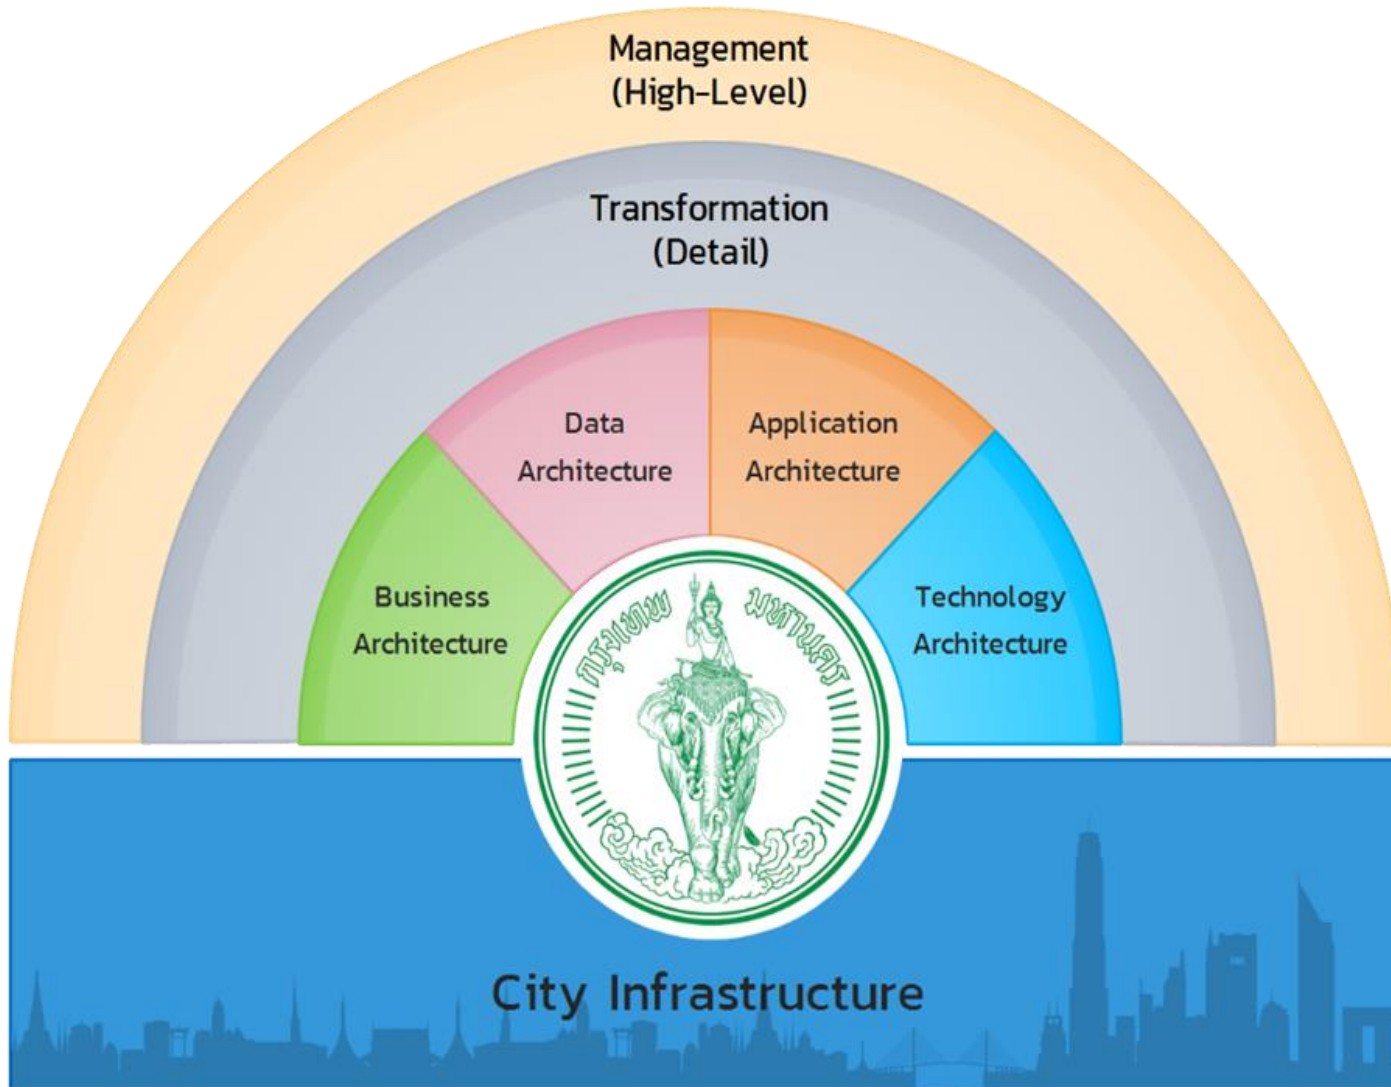 Management
(High-Level)
Transformation
(Detail)
Data
Architecture
Application
Architecture
Business
Architecture
Technology
Architecture
กรุงเทพ
มหานคร
City Infrastructure